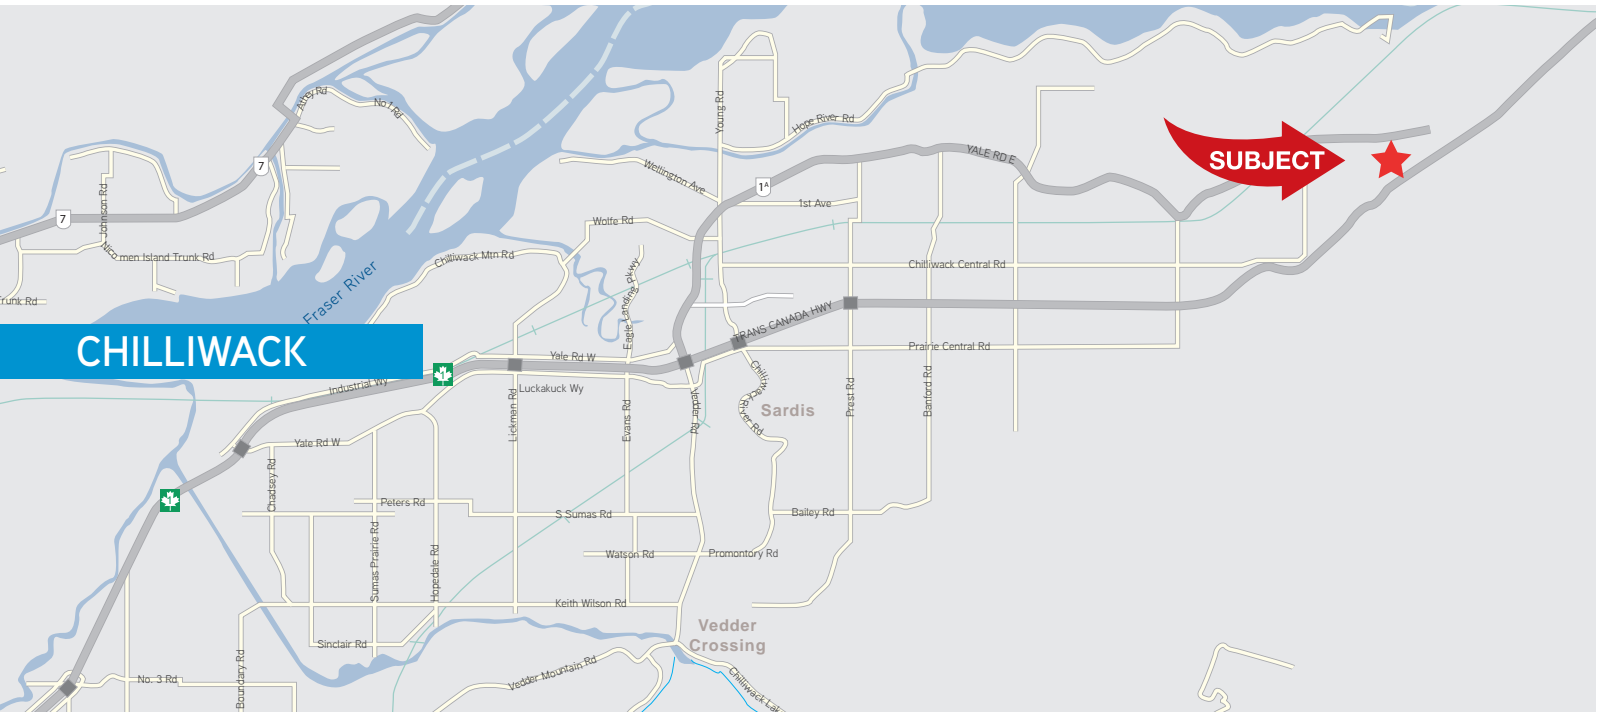 Athey Rd
No 1 Rd
7
7
Johnson Rd
Nicomen Island Trunk Rd
Trunk Rd
Fraser River
Young Rd
Hope River Rd
YALE RD E
SUBJECT
Wellington Ave
1A
1st Ave
Wolfe Rd
Chilliwack Mtn Rd
Eagle Landing Pkwy
Chilliwack Central Rd
TRANS CANADA HWY
CHILLIWACK
Yale Rd W
Prairie Central Rd
1
Industrial Wy
Luckakuck Wy
Lickman Rd
Evans Rd
Vedder Rd
Chilliwack River Rd
Sardis
Prest Rd
Banford Rd
Yale Rd W
Chadsey Rd
1
Peters Rd
S Sumas Rd
Bailey Rd
Sumas Prairie Rd
Hopedale Rd
Watson Rd
Promontory Rd
Keith Wilson Rd
Vedder
Crossing
Sinclair Rd
Boundary Rd
No. 3 Rd
Vedder Mountain Rd
Chilliwack Lak